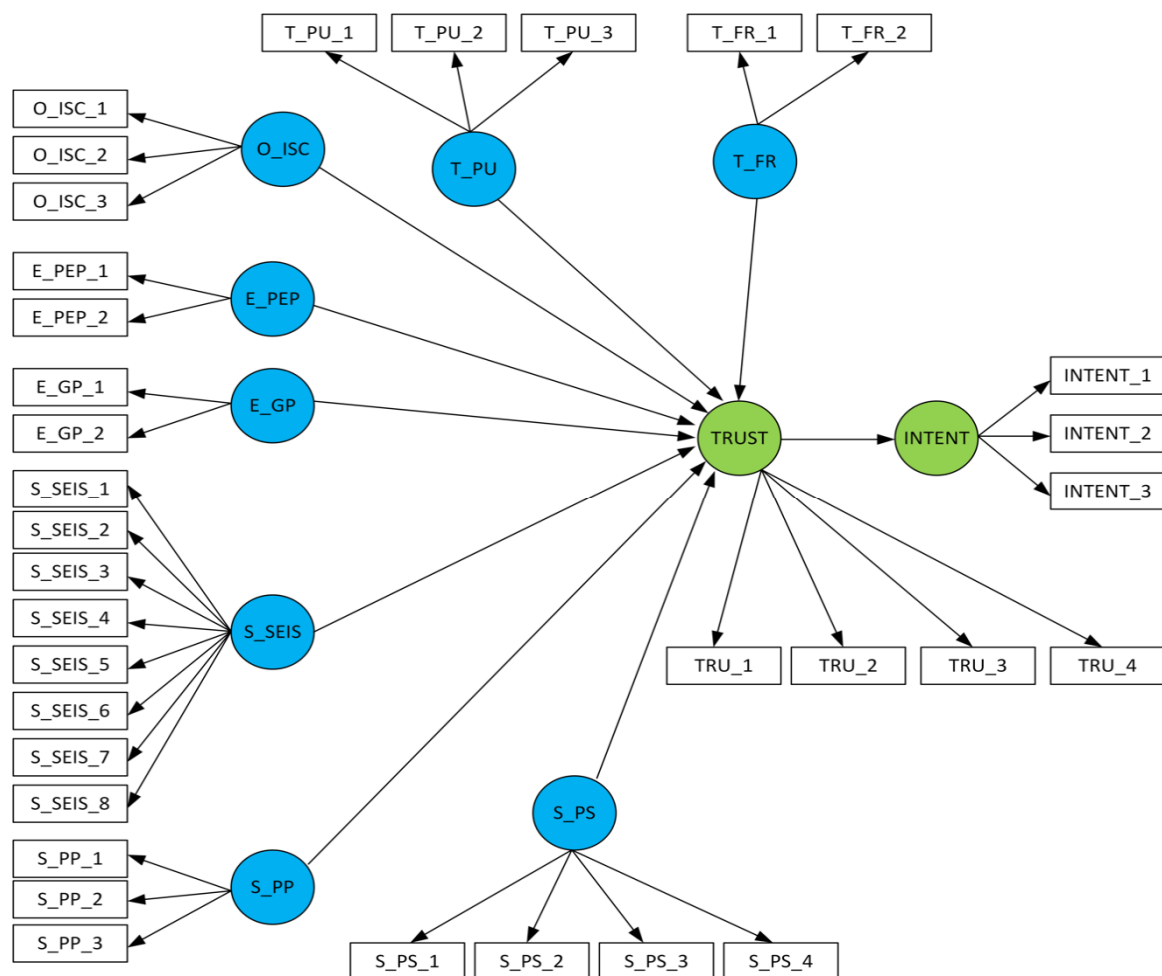 T_PU_1
T_PU_2
T_PU_3
T_FR_1
T_FR_2
O_ISC_1
O_ISC_2
O_ISC_3
O_ISC
T_PU
T_FR
E_PEP_1
E_PEP_2
E_PEP
E_GP_1
E_GP_2
E_GP
TRUST
INTENT
INTENT_1
INTENT_2
INTENT_3
S_SEIS_1
S_SEIS_2
S_SEIS_3
S_SEIS_4
S_SEIS_5
S_SEIS_6
S_SEIS_7
S_SEIS_8
S_SEIS
TRU_1
TRU_2
TRU_3
TRU_4
S_PS
S_PP_1
S_PP_2
S_PP_3
S_PP
S_PS_1
S_PS_2
S_PS_3
S_PS_4